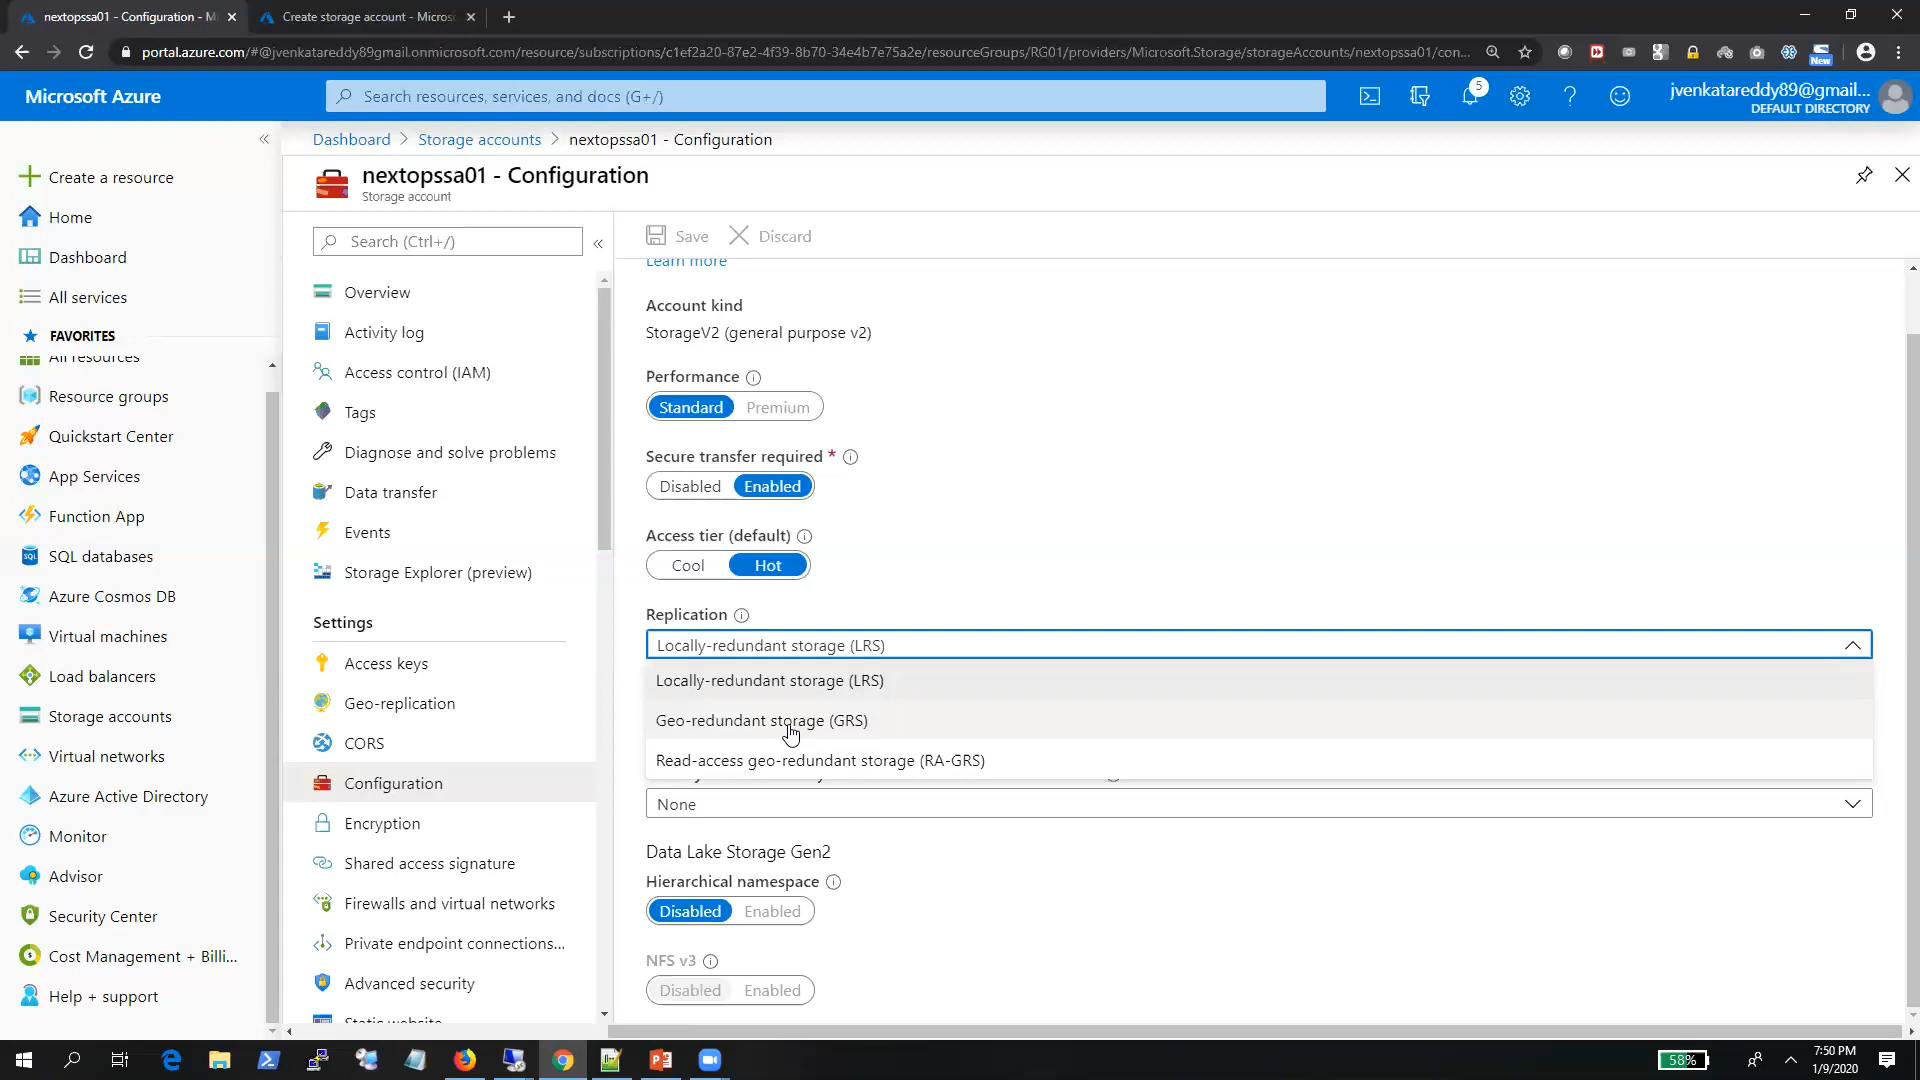 nextopssa01 - Configuration - M
Create storage account - Micros
portal.azure.com/#@jvenkatareddy89gmail.onmicrosoft.com/resource/subscriptions/c1ef2a20-87e2-4f39-8b70-34e4b7e75a2e/resourceGroups/RG01/providers/Microsoft.Storage/storageAccounts/nextopssa01/con...
New
Microsoft Azure
Search resources, services, and docs (G+/)
5
jvenkatareddy89@gmail....
DEFAULT DIRECTORY
Dashboard > Storage accounts > nextopssa01 - Configuration
nextopssa01 - Configuration
Storage account
Create a resource
Home
Dashboard
All services
FAVORITES
All resources
Resource groups
Quickstart Center
App Services
Function App
SQL databases
Azure Cosmos DB
Virtual machines
Load balancers
Storage accounts
Virtual networks
Azure Active Directory
Monitor
Advisor
Security Center
Cost Management + Billi...
Help + support
Search (Ctrl+/)
Overview
Activity log
Access control (IAM)
Tags
Diagnose and solve problems
Data transfer
Events
Storage Explorer (preview)
Settings
Access keys
Geo-replication
CORS
Configuration
Encryption
Shared access signature
Firewalls and virtual networks
Private endpoint connections...
Advanced security
Static website
Save
Discard
Learn more
Account kind
StorageV2 (general purpose v2)
Performance
Standard Premium
Secure transfer required *
Disabled Enabled
Access tier (default)
Cool Hot
Replication
Locally-redundant storage (LRS)
Locally-redundant storage (LRS)
Geo-redundant storage (GRS)
Read-access geo-redundant storage (RA-GRS)
None
Data Lake Storage Gen2
Hierarchical namespace
Disabled Enabled
NFS v3
Disabled Enabled
58%
7:50 PM
1/9/2020